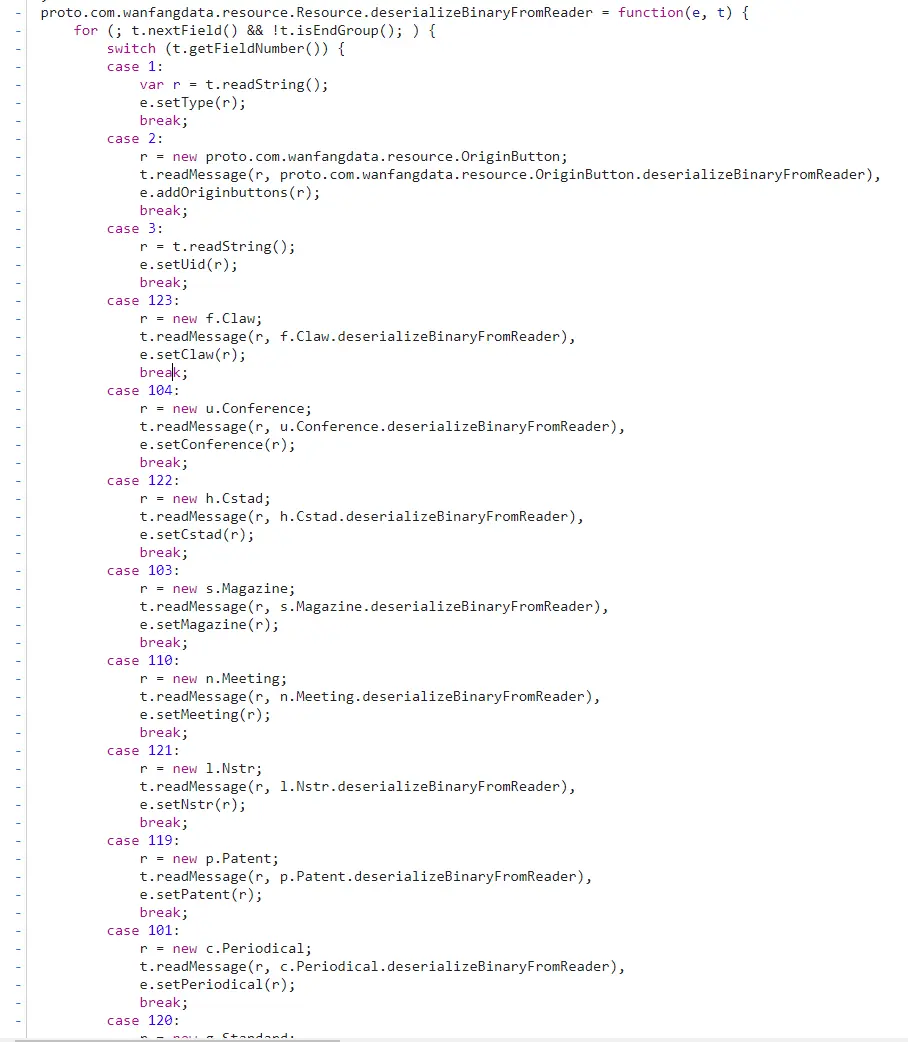 proto.com.wanfangdata.resource.Resource.deserializeBinaryFromReader = function(e, t) {
for (; t.nextField() && !t.isEndGroup(); ) {
switch (t.getFieldNumber()) {
case 1:
var r = t.readString();
e.setType(r);
break;
case 2:
r = new proto.com.wanfangdata.resource.OriginButton;
t.readMessage(r, proto.com.wanfangdata.resource.OriginButton.deserializeBinaryFromReader),
e.addOriginbuttons(r);
break;
case 3:
r = t.readString();
e.setUid(r);
break;
case 123:
r = new f.Claw;
t.readMessage(r, f.Claw.deserializeBinaryFromReader),
e.setClaw(r);
break;
case 104:
r = new u.Conference;
t.readMessage(r, u.Conference.deserializeBinaryFromReader),
e.setConference(r);
break;
case 122:
r = new h.Cstad;
t.readMessage(r, h.Cstad.deserializeBinaryFromReader),
e.setCstad(r);
break;
case 103:
r = new s.Magazine;
t.readMessage(r, s.Magazine.deserializeBinaryFromReader),
e.setMagazine(r);
break;
case 110:
r = new n.Meeting;
t.readMessage(r, n.Meeting.deserializeBinaryFromReader),
e.setMeeting(r);
break;
case 121:
r = new l.Nstr;
t.readMessage(r, l.Nstr.deserializeBinaryFromReader),
e.setNstr(r);
break;
case 119:
r = new p.Patent;
t.readMessage(r, p.Patent.deserializeBinaryFromReader),
e.setPatent(r);
break;
case 101:
r = new c.Periodical;
t.readMessage(r, c.Periodical.deserializeBinaryFromReader),
e.setPeriodical(r);
break;
case 120: